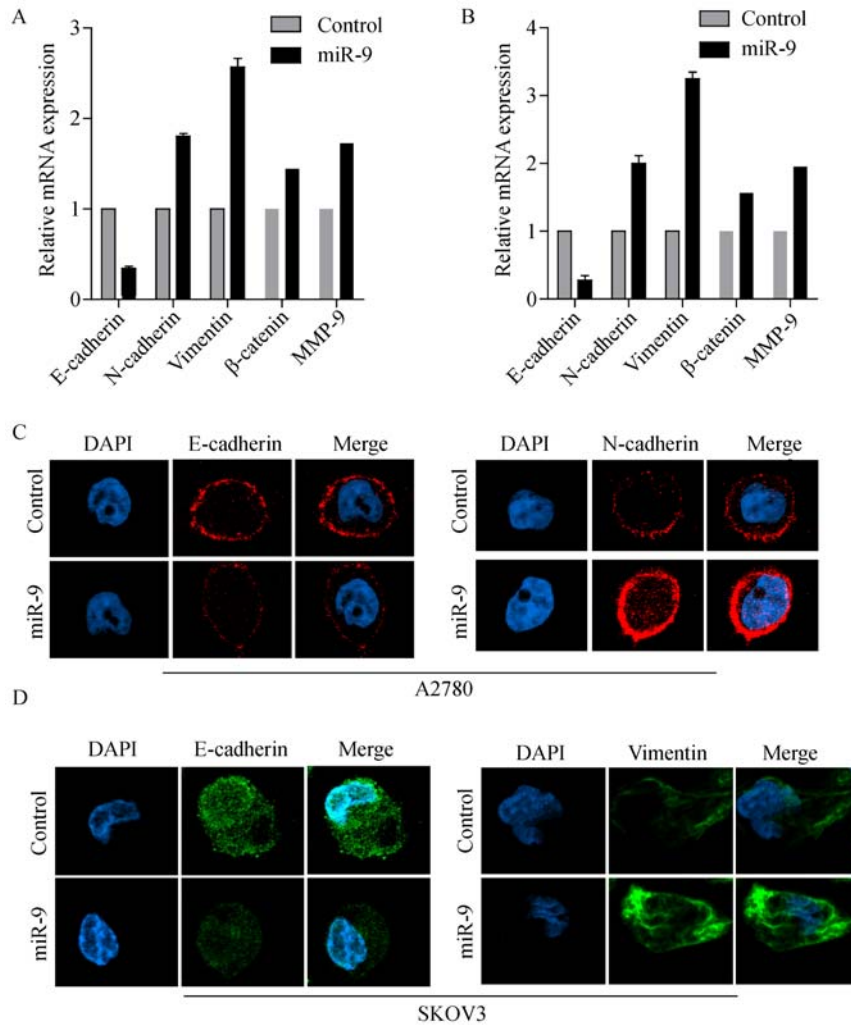 A
Control
miR-9
Relative mRNA expression
3
2
1
0
E-cadherin
N-cadherin
Vimentin
β-catenin
MMP-9
B
Control
miR-9
Relative mRNA expression
4
3
2
1
0
E-cadherin
N-cadherin
Vimentin
β-catenin
MMP-9
C
DAPI E-cadherin Merge
DAPI N-cadherin Merge
Control
miR-9
Control
miR-9
A2780
D
DAPI E-cadherin Merge
DAPI Vimentin Merge
Control
miR-9
Control
miR-9
SKOV3